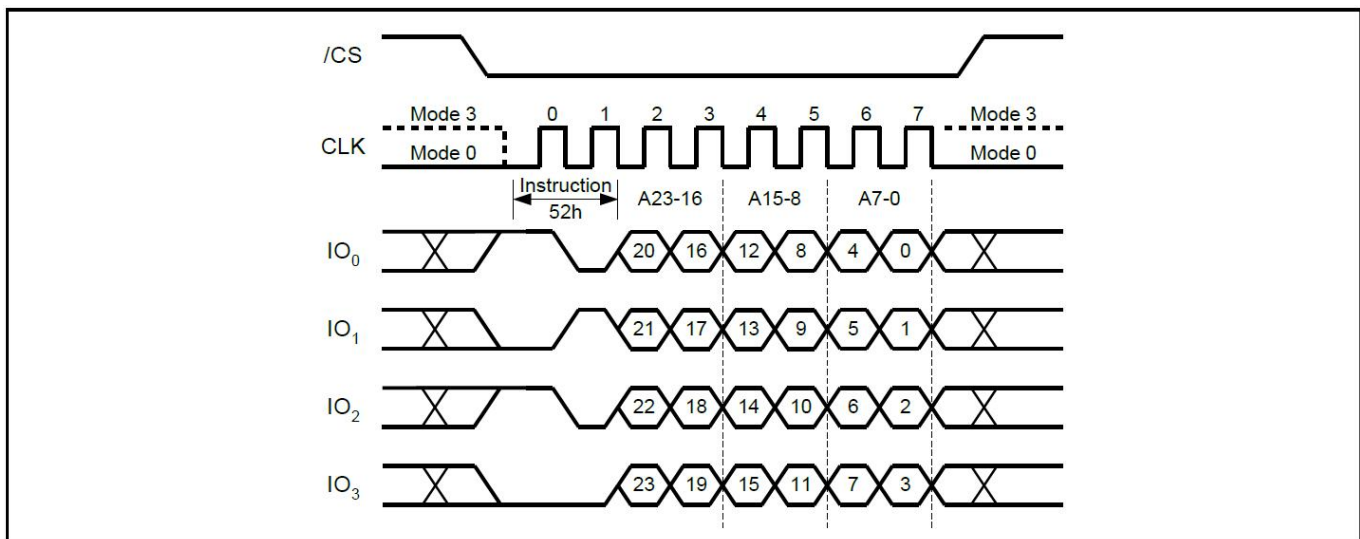 /CS
Mode 3 0 1 2 3 4 5 6 7 Mode 3
CLK
Mode 0 Mode 0
Instruction
52h
A23-16 A15-8 A7-0
IO0 20 16 12 8 4 0
IO1 21 17 13 9 5 1
IO2 22 18 14 10 6 2
IO3 23 19 15 11 7 3